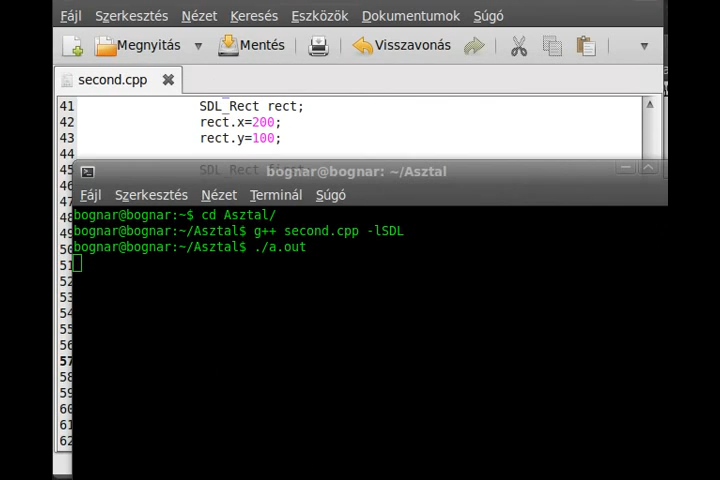 Fájl Szerkesztés Nézet Keresés Eszközök Dokumentumok Súgó
Megnyitás Mentés Visszavonás
second.cpp
41 SDL_Rect rect;
42 rect.x=200;
43 rect.y=100;
44
45 SDL_Rect first;
bognar@bognar: ~/Asztal
46
Fájl Szerkesztés Nézet Terminál Súgó
47
48
bognar@bognar:~$ cd Asztal/
49
bognar@bognar:~/Asztal$ g++ second.cpp -lSDL
50
bognar@bognar:~/Asztal$ ./a.out
51
52
53
54
55
56
57
58
59
60
61
62